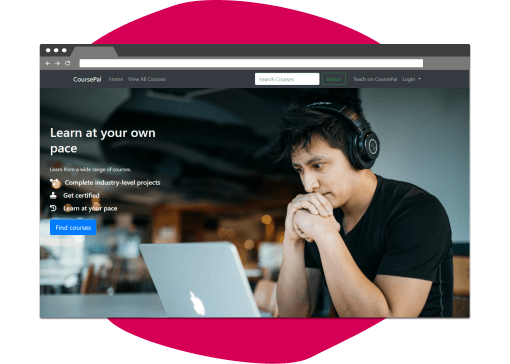 CoursePal Home View All Courses Search Courses Search Teach on CoursePal Login
Learn at your own
pace
Learn from a wide range of courses.
Complete industry-level projects
Get certified
Learn at your pace
Find courses